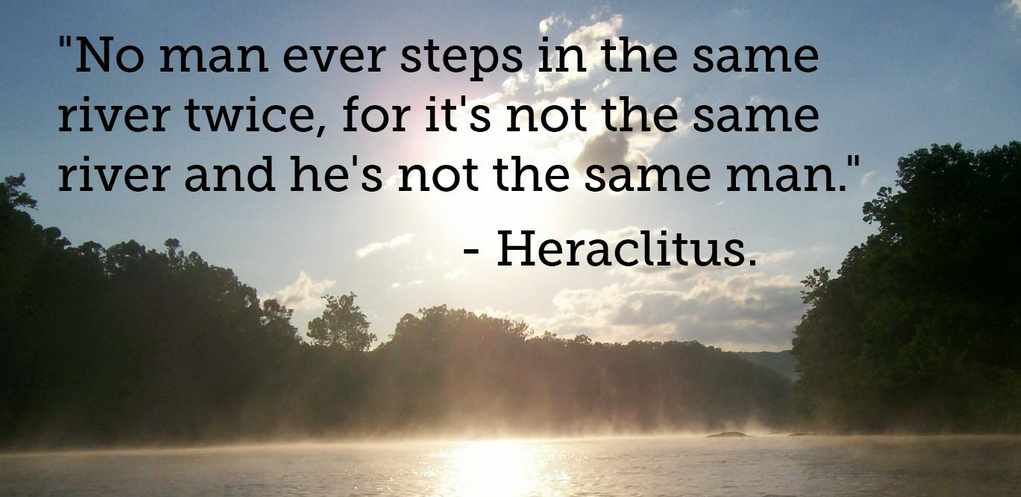 "No man ever steps in the same
river twice, for it's not the same
river and he's not the same man."
- Heraclitus.